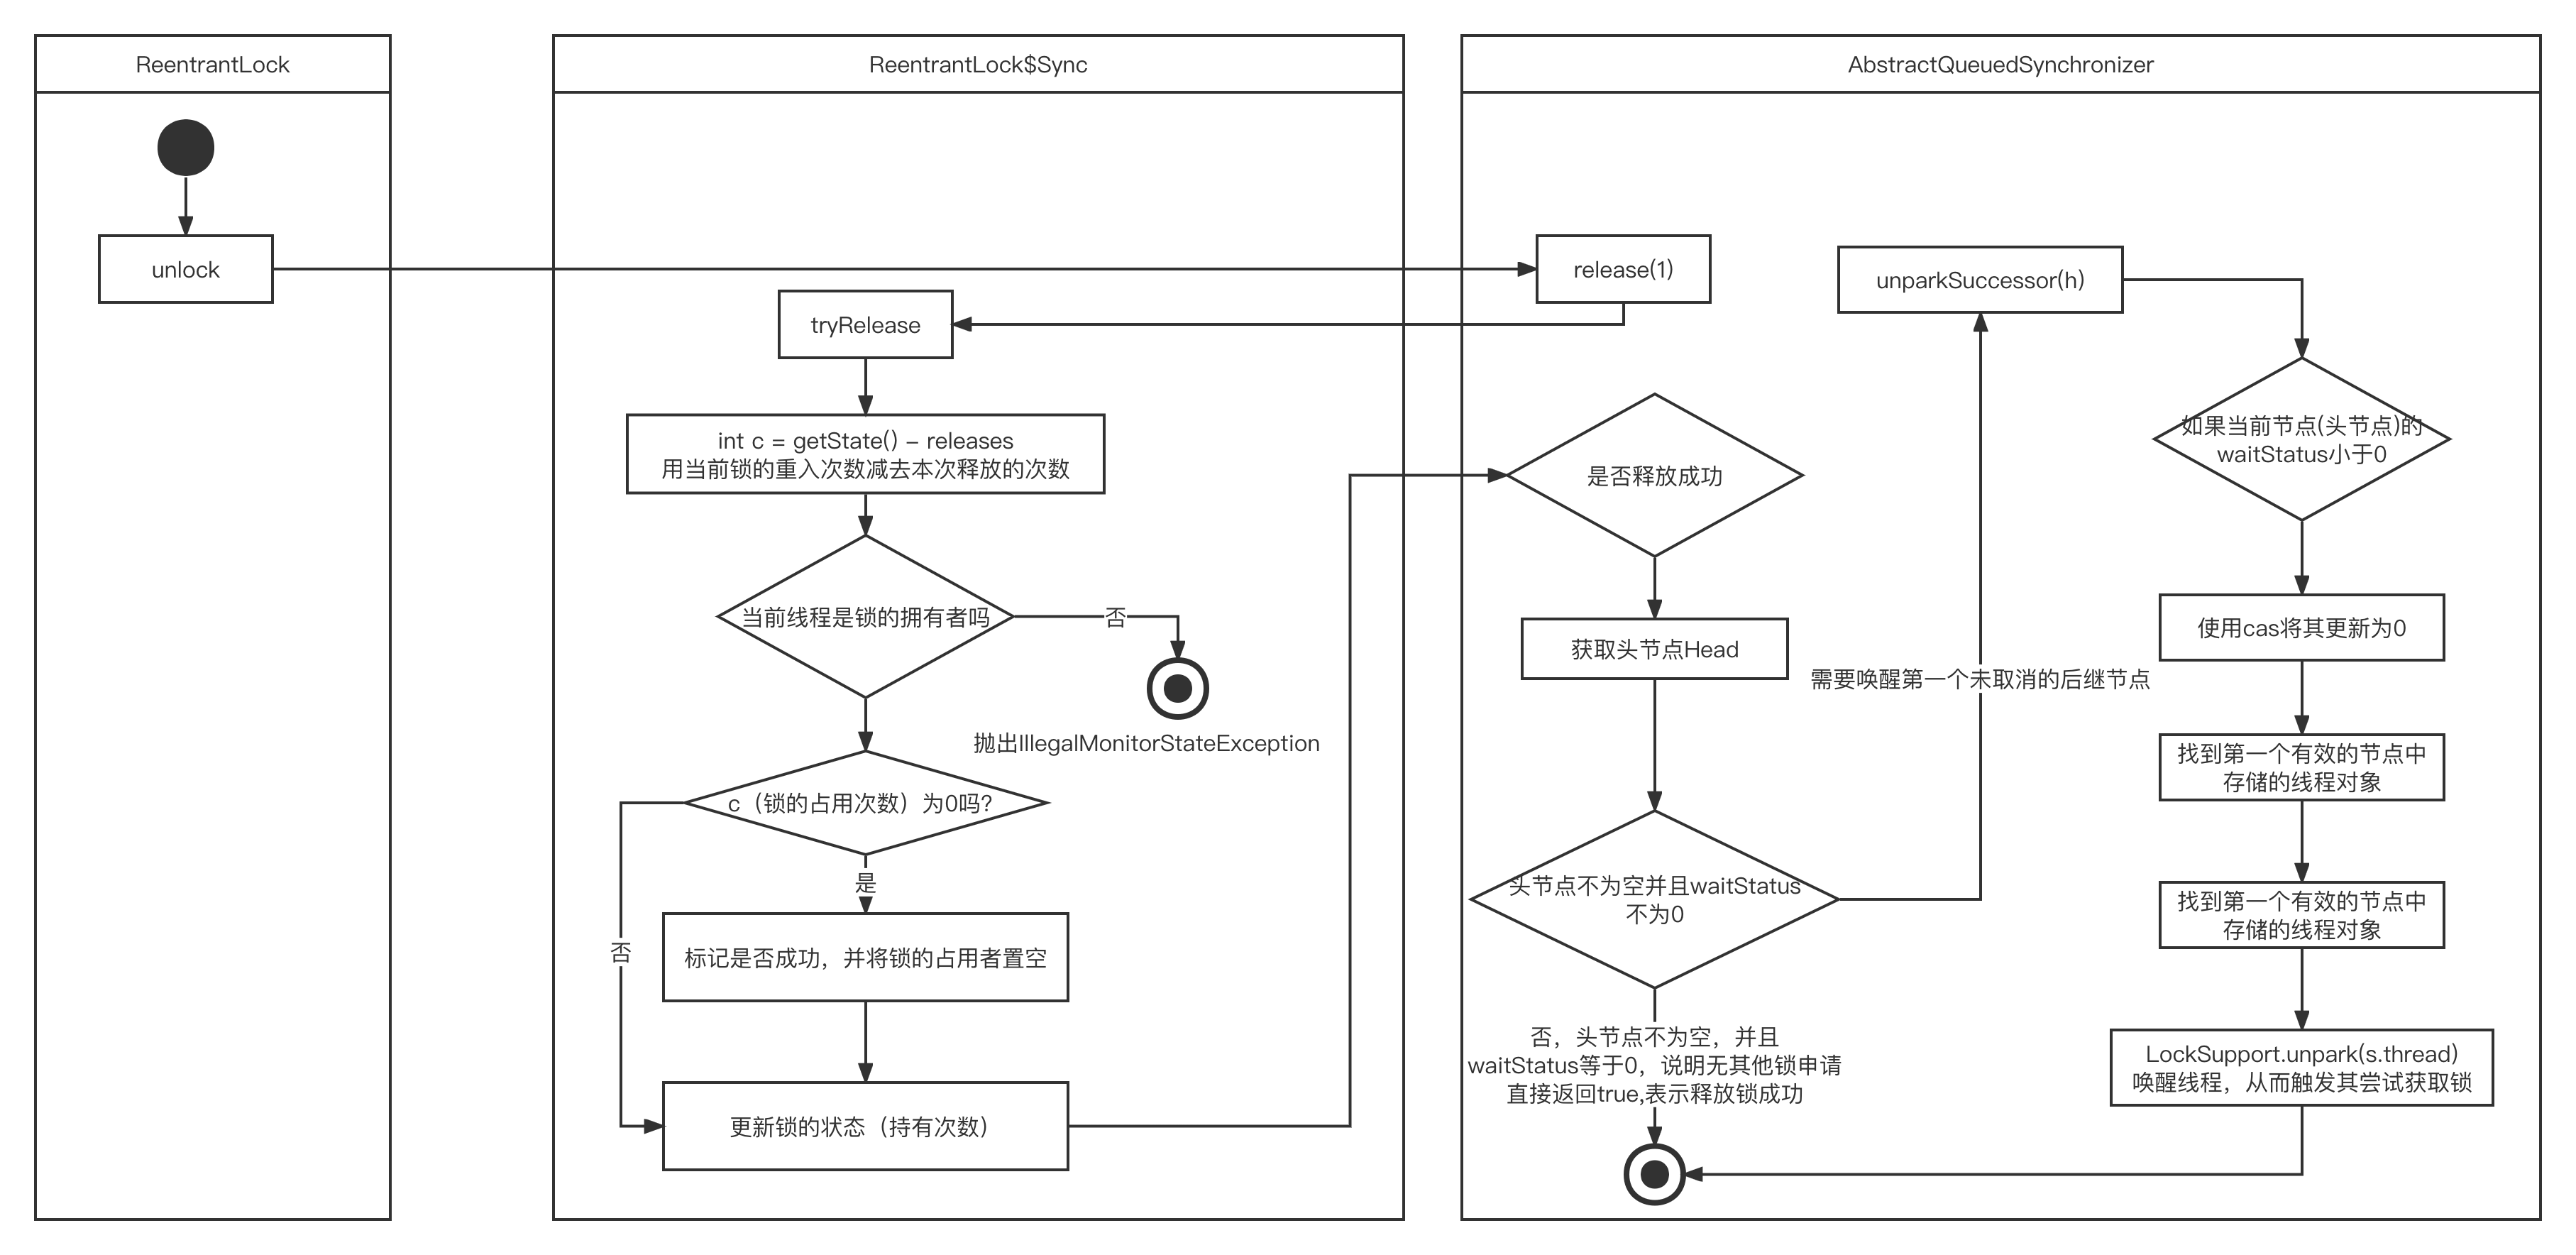 ReentrantLock
unlock
ReentrantLock$Sync
tryRelease
int c = getState() – releases
用当前锁的重入次数减去本次释放的次数
当前线程是锁的拥有者吗
否
抛出IllegalMonitorStateException
c（锁的占用次数）为0吗?
是
否
标记是否成功，并将锁的占用者置空
更新锁的状态（持有次数）
AbstractQueuedSynchronizer
release(1)
是否释放成功
获取头节点Head
头节点不为空并且waitStatus
不为0
否，头节点不为空，并且
waitStatus等于0，说明无其他锁申请
直接返回true,表示释放锁成功
需要唤醒第一个未取消的后继节点
unparkSuccessor(h)
如果当前节点(头节点)的
waitStatus小于0
使用cas将其更新为0
找到第一个有效的节点中
存储的线程对象
找到第一个有效的节点中
存储的线程对象
LockSupport.unpark(s.thread)
唤醒线程，从而触发其尝试获取锁